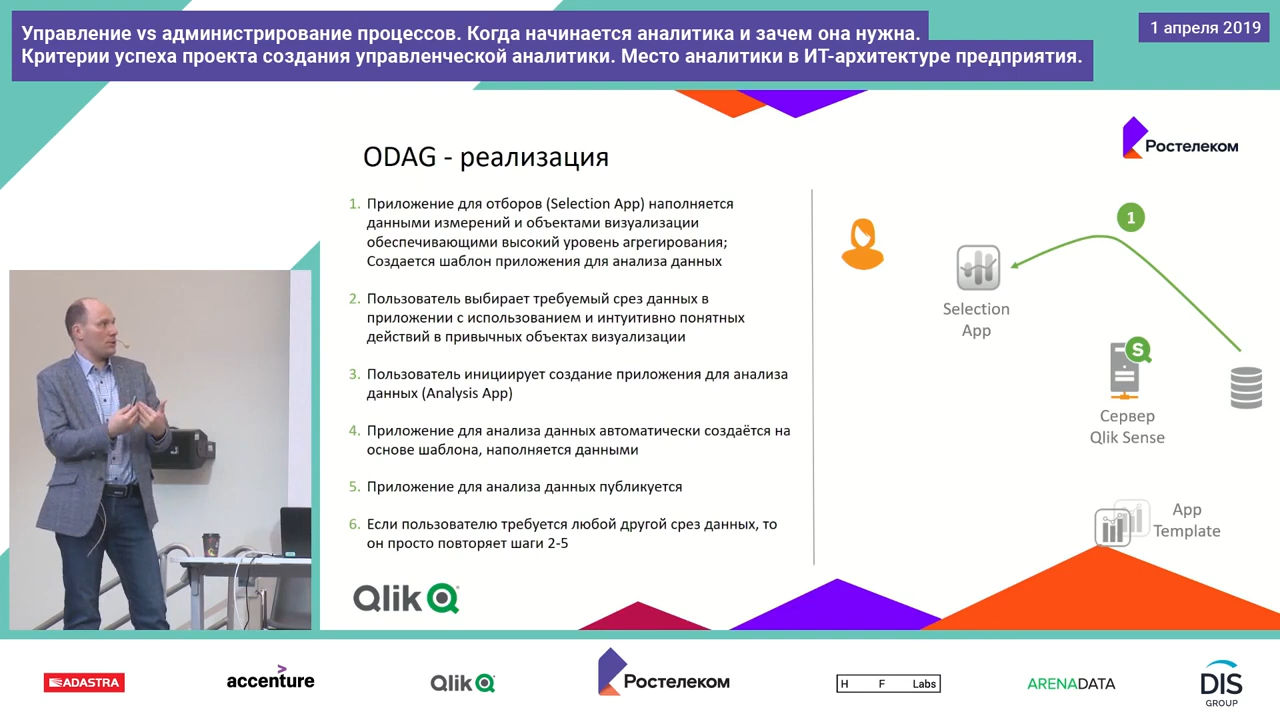 Управление vs администрирование процессов. Когда начинается аналитика и зачем она нужна.
Критерии успеха проекта создания управленческой аналитики. Место аналитики в ИТ-архитектуре предприятия.
1 апреля 2019
Ростелеком
ODAG - реализация
1. Приложение для отборов (Selection App) наполняется
данными измерений и объектами визуализации
обеспечивающими высокий уровень агрегирования;
Создается шаблон приложения для анализа данных
2. Пользователь выбирает требуемый срез данных в
приложении с использованием и интуитивно понятных
действий в привычных объектах визуализации
3. Пользователь инициирует создание приложения для анализа
данных (Analysis App)
4. Приложение для анализа данных автоматически создаётся на
основе шаблона, наполняется данными
5. Приложение для анализа данных публикуется
6. Если пользователю требуется любой другой срез данных, то
он просто повторяет шаги 2-5
1
Selection
App
S
Сервер
Qlik Sense
App
Template
Qlik
ADASTRA
accenture
Qlik
Ростелеком
H F Labs
ARENADATA
DIS
GROUP